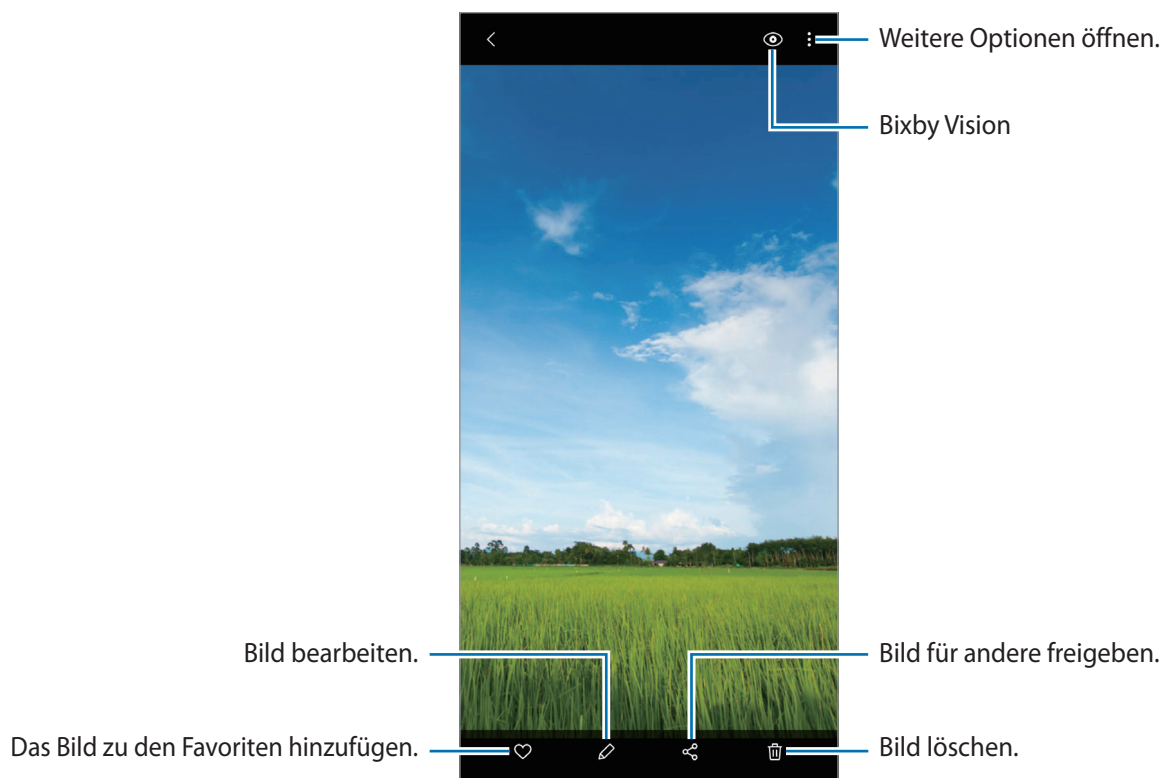 Weitere Optionen öffnen.
Bixby Vision
Bild bearbeiten.
Bild für andere freigeben.
Das Bild zu den Favoriten hinzufügen.
Bild löschen.